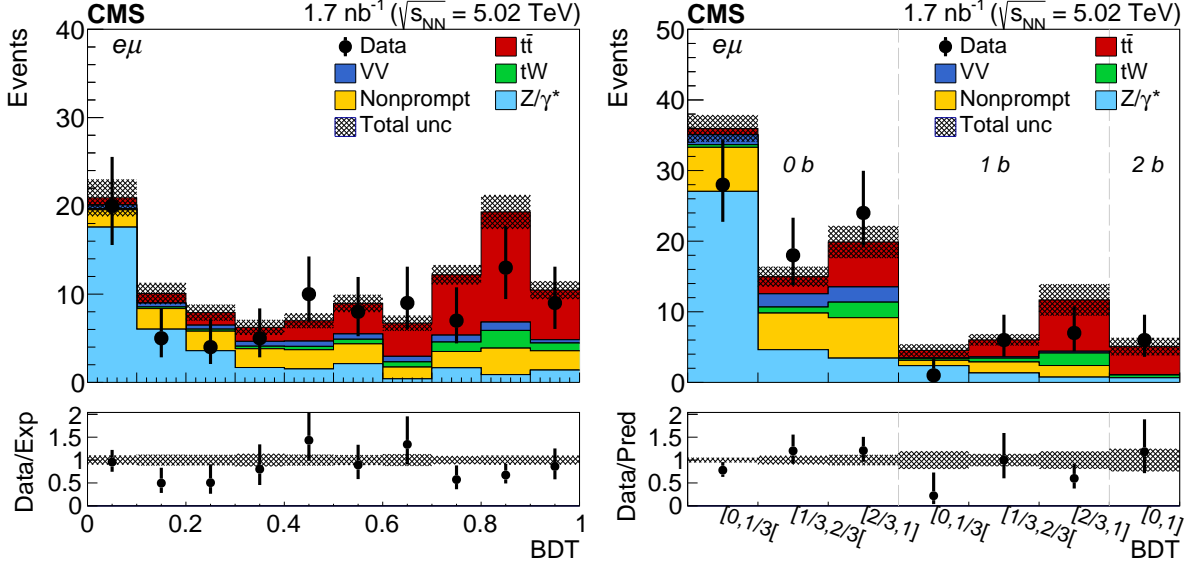 CMS 1.7 nb⁻¹ (√s_NN = 5.02 TeV)
Events
40
30
20
10
0
eμ
Data
tt̄
VV
tW
Nonprompt
Z/γ*
Total unc
Data/Exp
2
1.5
1
0.5
0
0 0.2 0.4 0.6 0.8 1
BDT
CMS 1.7 nb⁻¹ (√s_NN = 5.02 TeV)
Events
50
40
30
20
10
0
eμ
Data
tt̄
VV
tW
Nonprompt
Z/γ*
Total unc
0 b 1 b 2 b
Data/Pred
2
1.5
1
0.5
0
[0,1/3[ [1/3,2/3[ [2/3,1] [0,1/3[ [1/3,2/3[ [2/3,1] [0,1]
BDT